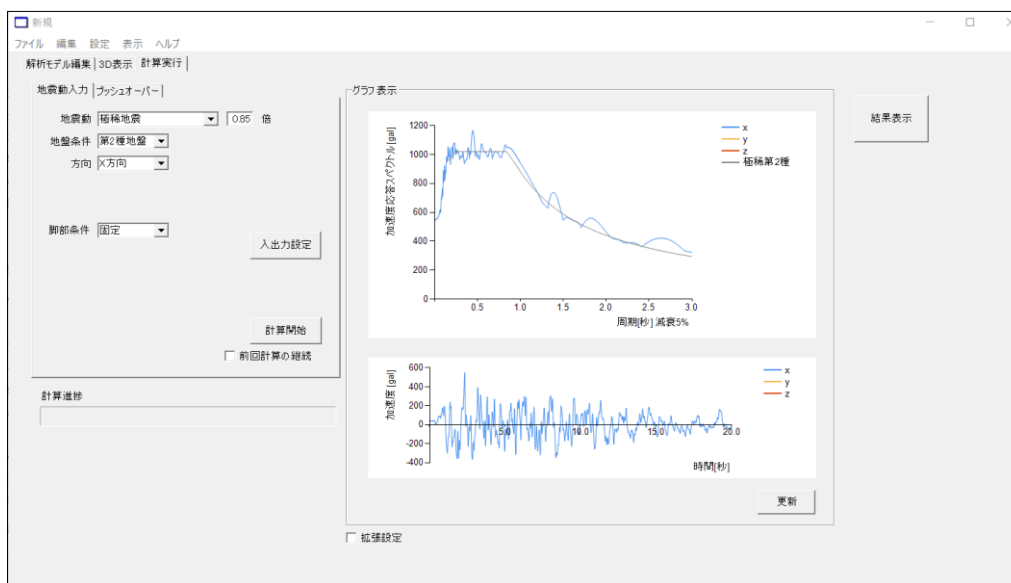 新規
ファイル 編集 設定 表示 ヘルプ
解析モデル編集 3D表示 計算実行
地震動入力 プッシュオーバー
地震動 極稀地震 0.85 倍
地盤条件 第2種地盤
方向 X方向
脚部条件 固定
入出力設定
計算開始
前回計算の継続
計算進捗
グラフ表示
加速度応答スペクトル[gal]
1200
1000
800
600
400
200
0
0.5 1.0 1.5 2.0 2.5 3.0
周期[秒] 減衰5%
x
y
z
極稀第2種
加速度[gal]
600
400
200
0
-200
-400
5.0 10.0 15.0 20.0
時間[秒]
x
y
z
更新
拡張設定
結果表示